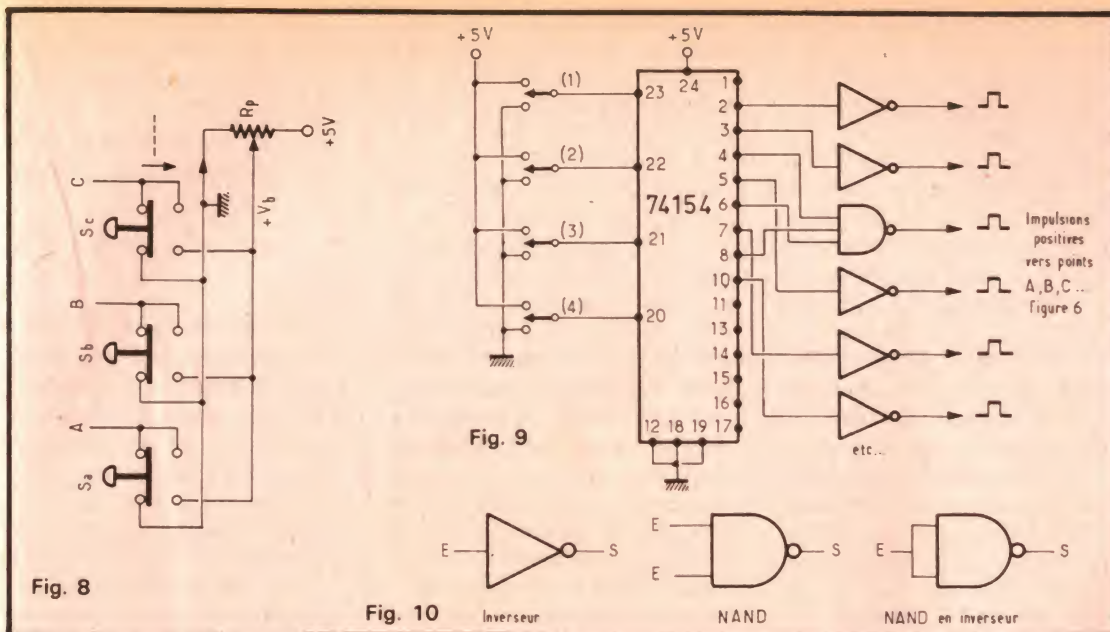 C
Sc
B
Sb
A
Sa
Rp
+5V
+Vb
Fig. 8
+5V
+5V
(1)
(2)
(3)
(4)
23
22
21
20
24
74154
1
2
3
4
5
6
7
8
10
11
13
14
15
16
17
12 18 19
Impulsions
positives
vers points
A,B,C...
Figure 6
etc...
Fig. 9
E
S
Inverseur
E
E
S
NAND
E
S
NAND en inverseur
Fig. 10